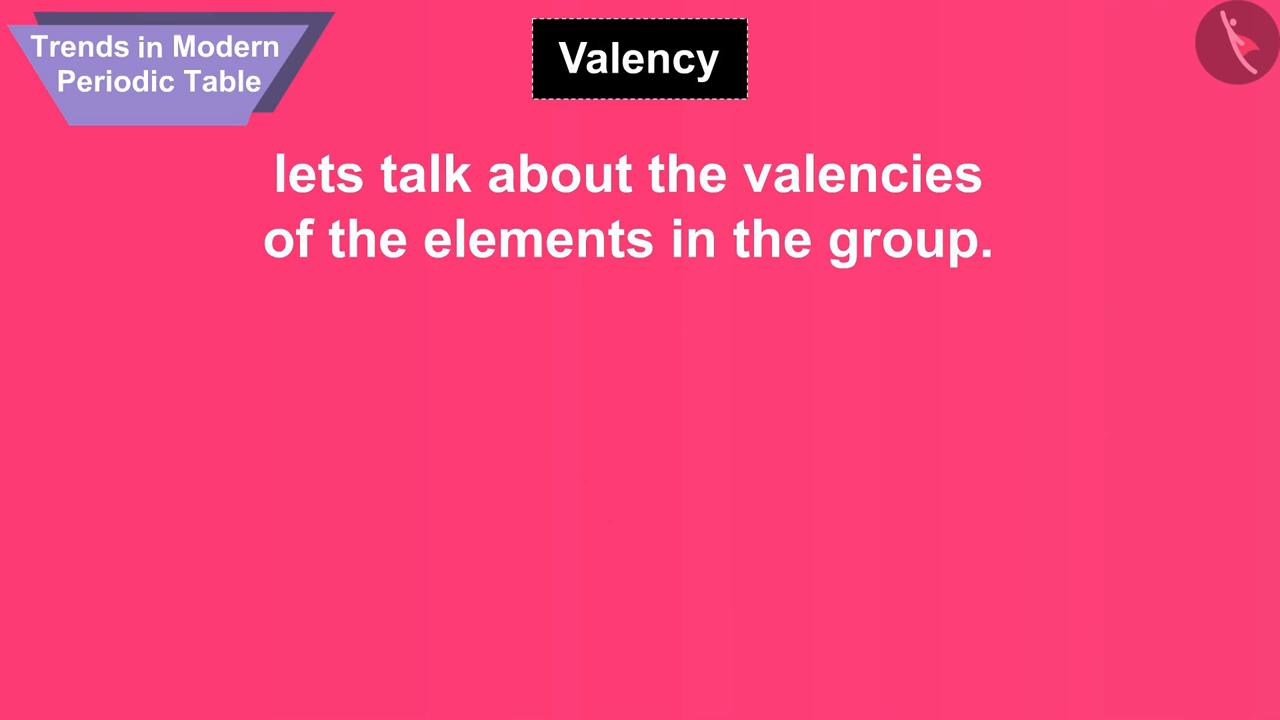 Trends in Modern
Periodic Table
Valency
lets talk about the valencies
of the elements in the group.